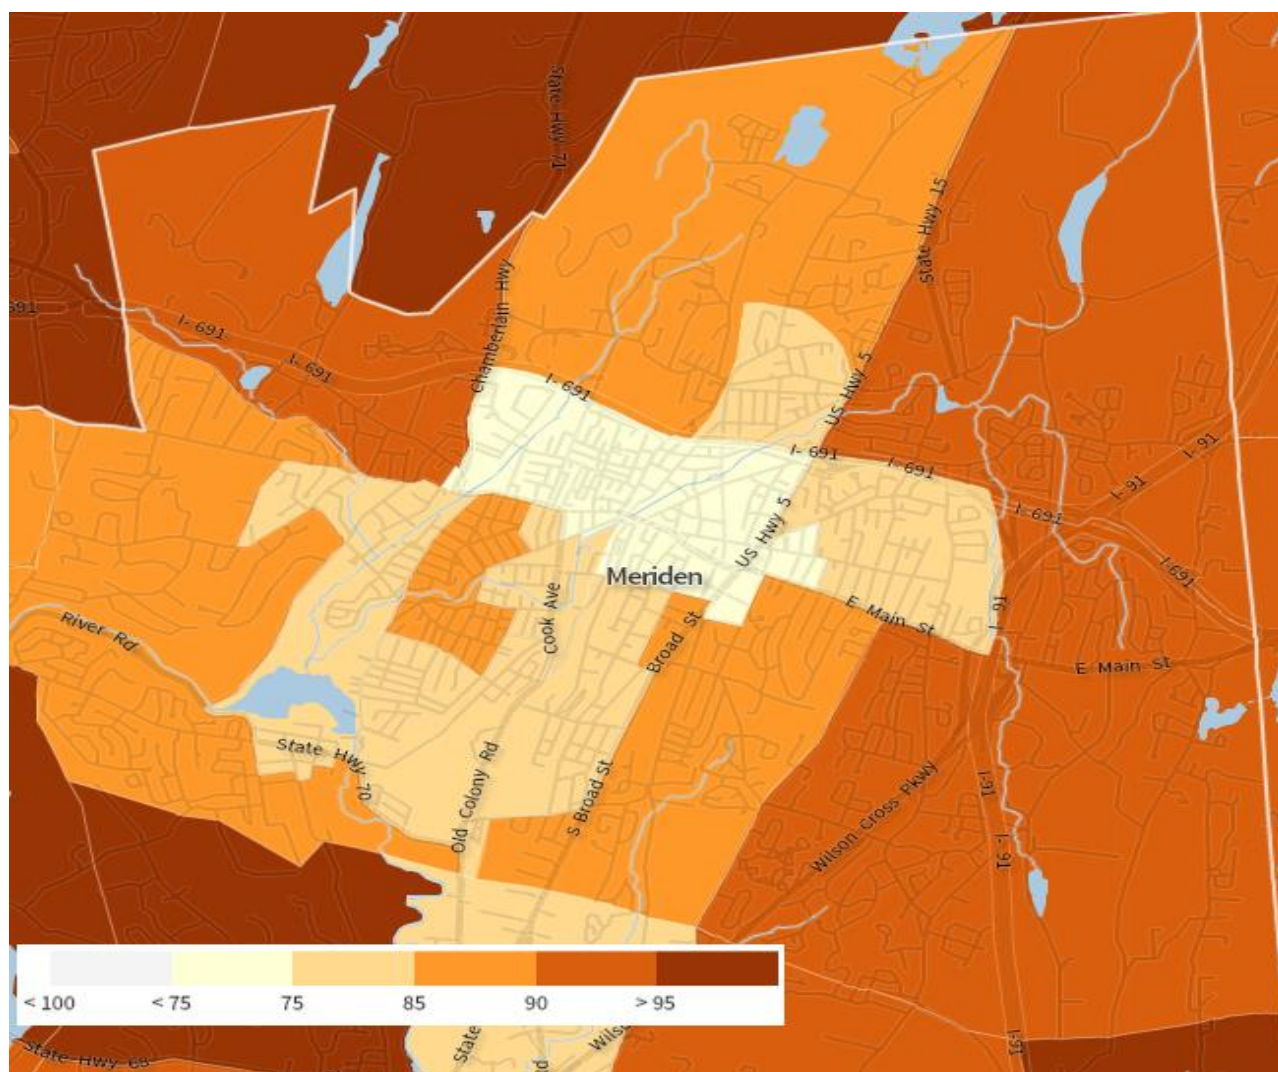 State Hwy 71
State Hwy 15
Chamberlain Hwy
691
I- 691
I- 691
I- 691
US Hwy 5
I- 691
I- 691
I- 91
I- 91
I- 691
US Hwy 5
I-691
Meriden
Cook Ave
E Main St
I 91
River Rd
Broad St
E Main St
State Hwy 70
Old Colony Rd
S Broad St
Wilson Cross Pkwy
I-91
I- 91
< 100
< 75
75
85
90
> 95
State
I-91
State Hwy 68